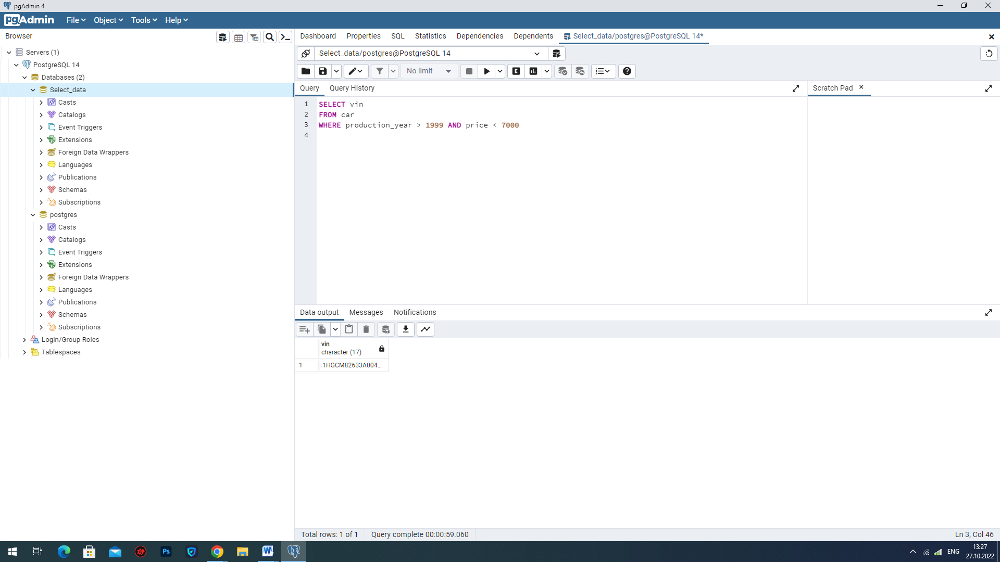 pgAdmin 4
pgAdmin File Object Tools Help
Browser
Servers (1)
PostgreSQL 14
Databases (2)
Select_data
Casts
Catalogs
Event Triggers
Extensions
Foreign Data Wrappers
Languages
Publications
Schemas
Subscriptions
postgres
Casts
Catalogs
Event Triggers
Extensions
Foreign Data Wrappers
Languages
Publications
Schemas
Subscriptions
Login/Group Roles
Tablespaces
Dashboard Properties SQL Statistics Dependencies Dependents Select_data/postgres@PostgreSQL 14*
Select_data/postgres@PostgreSQL 14
No limit E
Query Query History
Scratch Pad
1 SELECT vin
2 FROM car
3 WHERE production_year > 1999 AND price < 7000
4
Data output Messages Notifications
vin
character (17)
1 1HGCM82633A004...
Total rows: 1 of 1 Query complete 00:00:59.060 Ln 3, Col 46
Ps W ENG 13:27
27.10.2022